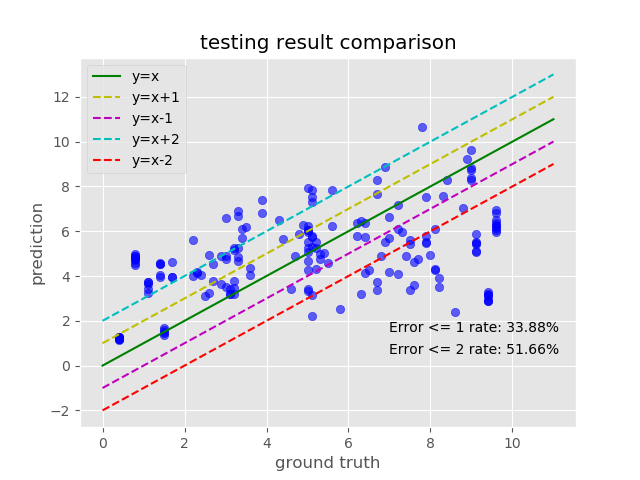 testing result comparison
y=x
y=x+1
y=x-1
y=x+2
y=x-2
12
10
8
6
4
2
0
−2
prediction
Error <= 1 rate: 33.88%
Error <= 2 rate: 51.66%
0 2 4 6 8 10
ground truth